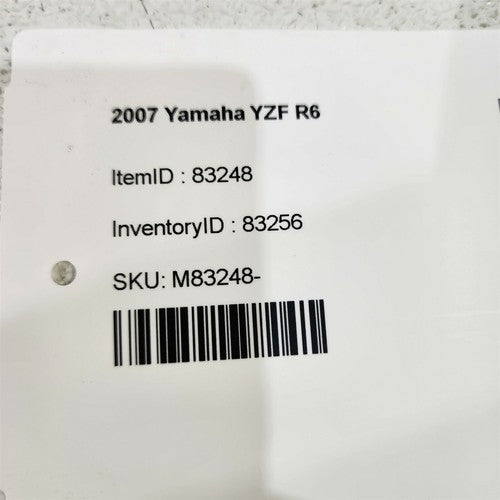 2007 Yamaha YZF R6
ItemID : 83248
InventoryID : 83256
SKU: M83248-